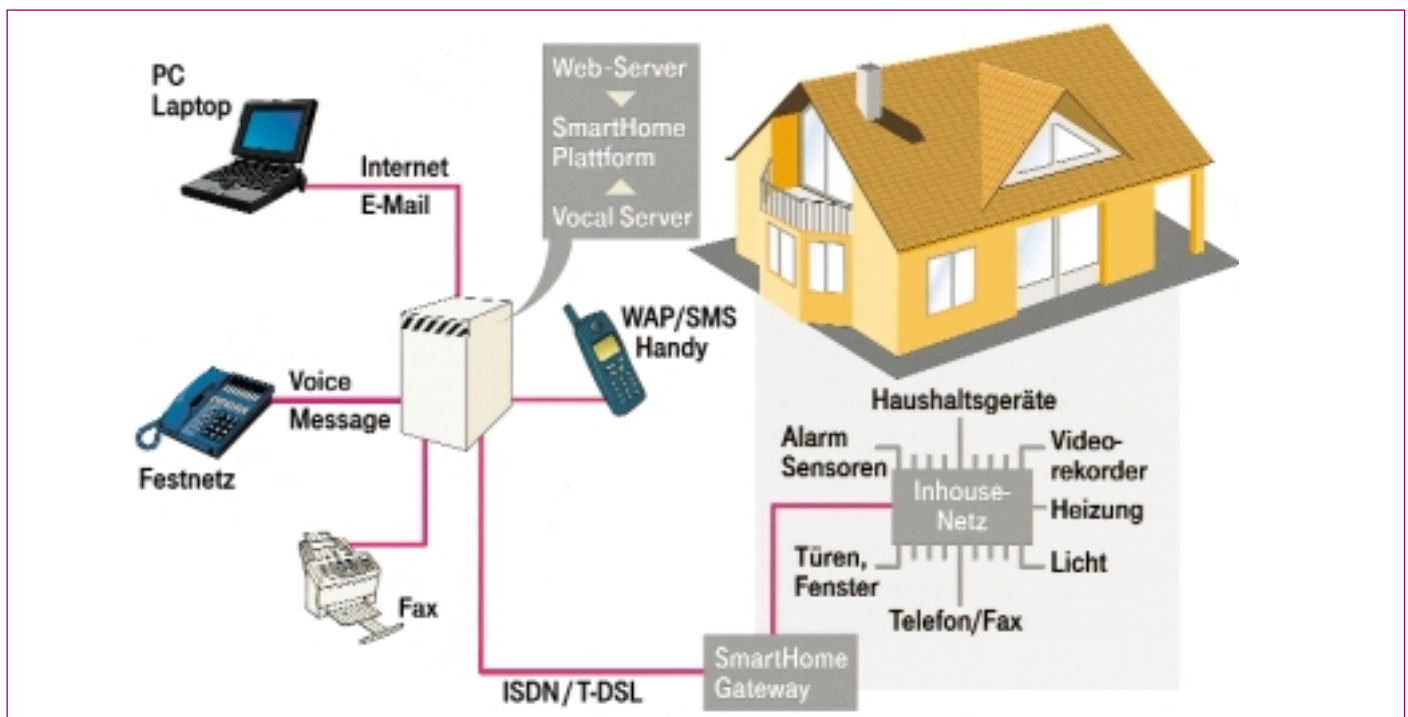 PC
Laptop
Internet
E-Mail
Web-Server
SmartHome
Plattform
Vocal Server
WAP/SMS
Handy
Voice
Message
Festnetz
Fax
ISDN/T-DSL
SmartHome
Gateway
Haushaltsgeräte
Alarm
Sensoren
Video-
rekorder
Inhouse-
Netz
Heizung
Türen,
Fenster
Licht
Telefon/Fax